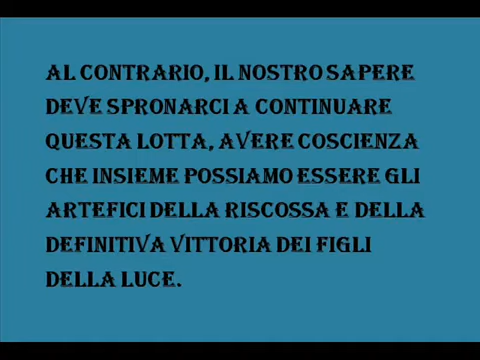 AL CONTRARIO, IL NOSTRO SAPERE
DEVE SPRONARCI A CONTINUARE
QUESTA LOTTA, AVERE COSCIENZA
CHE INSIEME POSSIAMO ESSERE GLI
ARTEFICI DELLA RISCOSSA E DELLA
DEFINITIVA VITTORIA DEI FIGLI
DELLA LUCE.